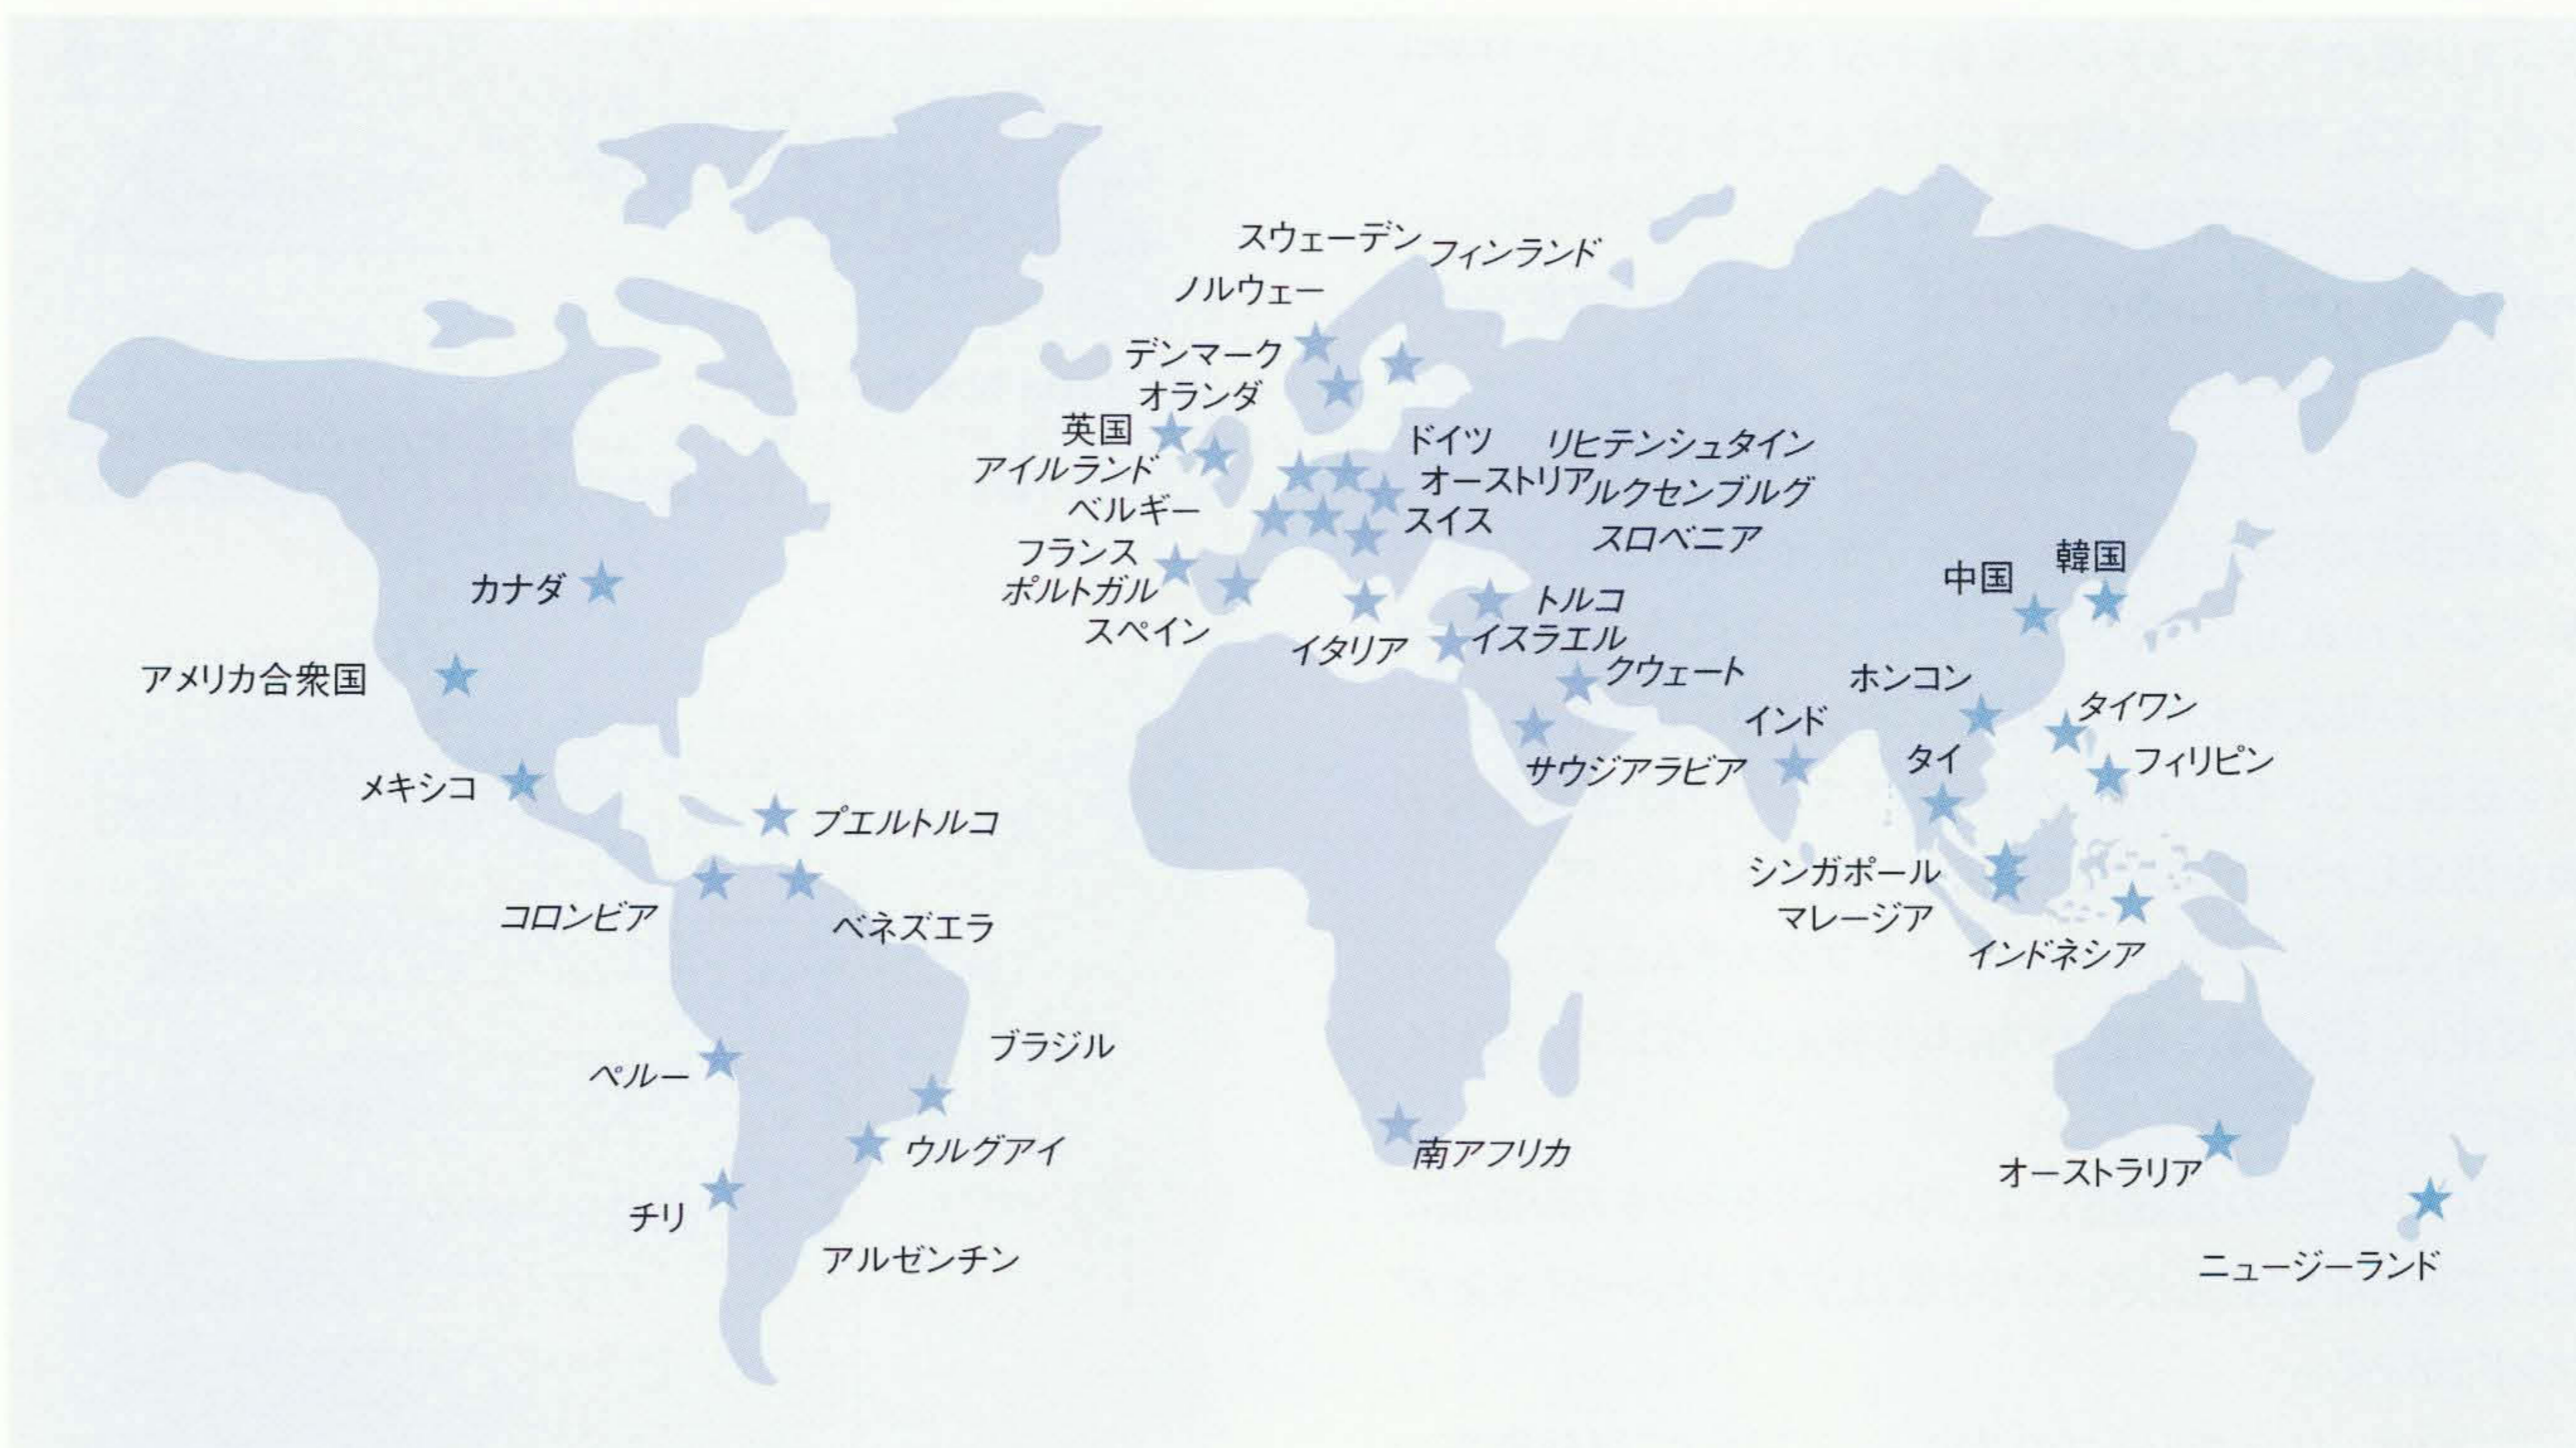 スウェーデン
フィンランド
ノルウェー
デンマーク
オランダ
英国
アイルランド
ベルギー
フランス
ポルトガル
スペイン
ドイツ
リヒテンシュタイン
オーストリア
ルクセンブルグ
スイス
スロベニア
イタリア
トルコ
イスラエル
クウェート
サウジアラビア
インド
中国
韓国
ホンコン
タイワン
タイ
フィリピン
シンガポール
マレージア
インドネシア
カナダ
アメリカ合衆国
メキシコ
プエルトルコ
コロンビア
ベネズエラ
ペルー
ブラジル
ウルグアイ
チリ
アルゼンチン
南アフリカ
オーストラリア
ニュージーランド